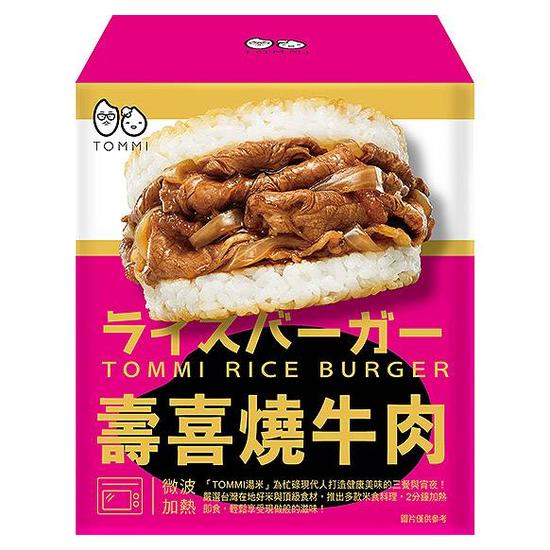 TOMMI
TOMMI
ライスバーガー
TOMMI RICE BURGER
壽喜燒牛肉
微波
加熱
「TOMMI湯米」為忙碌現代人打造健康美味的三餐與宵夜！
嚴選台灣在地好米與頂級食材，推出多款米食料理，2分鐘加熱
即食，輕鬆享受現做般的滋味！
圖片僅供參考